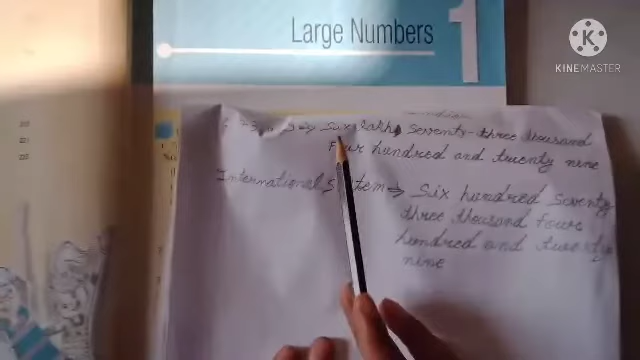 Large Numbers 1
KINEMASTER
Six lakh, Seventy-three thousand
Four hundred and twenty nine
International System → Six hundred seventy
three thousand four
hundred and twenty
nine